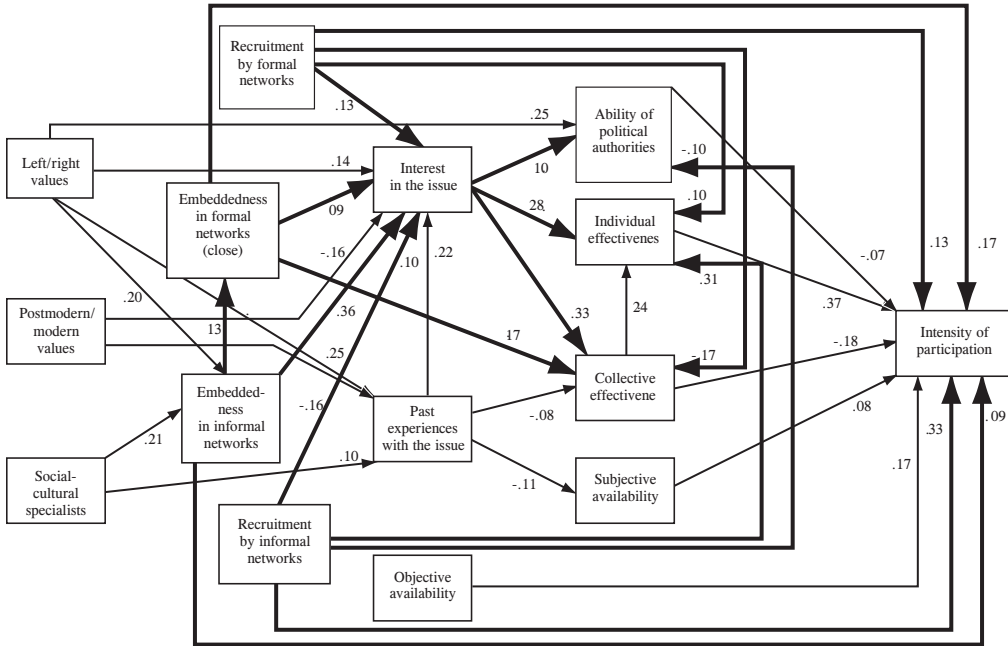 Recruitment
by formal
networks
.13
.25
Ability of
political
authorities
Left/right
values
.14
Interest
in the issue
10
-.10
Embeddedness
in formal
networks
(close)
09
28.
.10
Individual
effectivenes
-.16
.10
.22
.31
-.07
.13
.17
.20
.37
Postmodern/
modern
values
13
.36
.33
24
Intensity of
participation
.25
17
-.17
-.18
Embedded-
ness
in informal
networks
-.16
Past
experiences
with the issue
-.08
Collective
effectivene
.08
.21
.33
.09
Social-
cultural
specialists
.10
-.11
Subjective
availability
.17
Recruitment
by informal
networks
Objective
availability